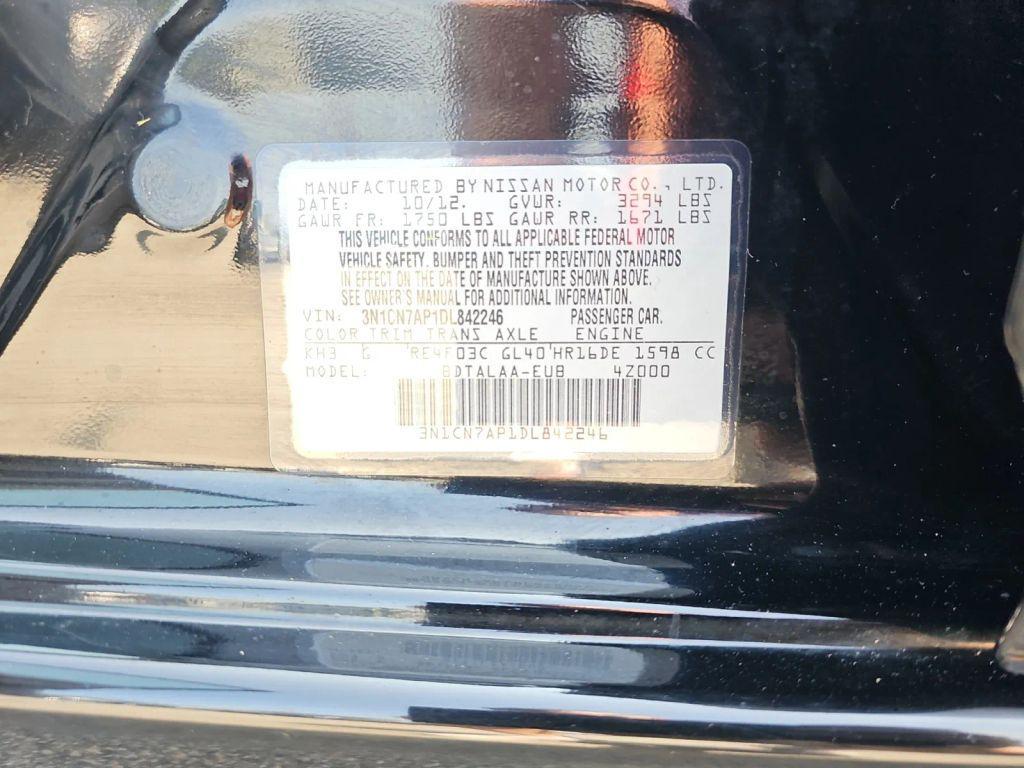 MANUFACTURED BY NISSAN MOTOR CO., LTD.
DATE: 10/12. GVWR: 3294 LBS
GAWR FR: 1750 LBS GAWR RR: 1671 LBS
THIS VEHICLE CONFORMS TO ALL APPLICABLE FEDERAL MOTOR
VEHICLE SAFETY. BUMPER AND THEFT PREVENTION STANDARDS
IN EFFECT ON THE DATE OF MANUFACTURE SHOWN ABOVE.
SEE OWNER'S MANUAL FOR ADDITIONAL INFORMATION.
VIN: 3N1CN7AP1DL842246 PASSENGER CAR.
COLOR TRIM TRANS AXLE ENGINE
KH3 G RE4F03C GL40 HR16DE 1598 CC
MODEL: BDTALAA-EUB 4Z000
3N1CN7AP1DL842246